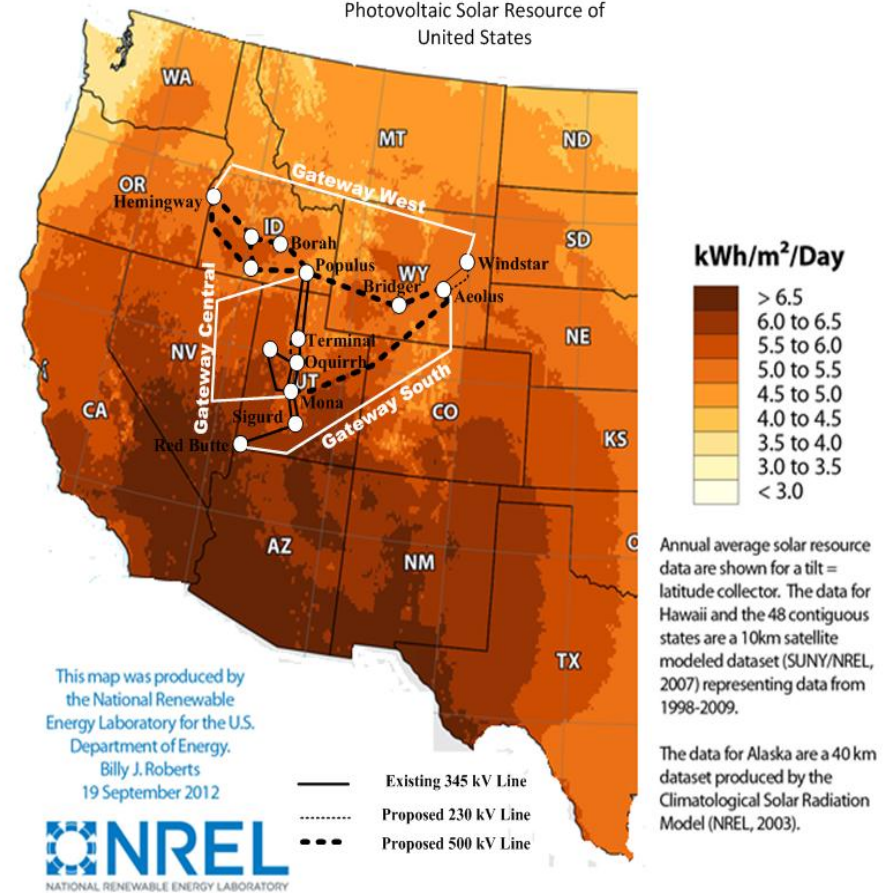 Photovoltaic Solar Resource of
United States
WA
MT
ND
OR
Gateway West
Hemingway
ID
Borah
SD
Populus
WY
Windstar
Bridger
Aeolus
Gateway Central
NV
Terminal
NE
Oquirrh
UT
Mona
CA
Sigurd
Gateway South
CO
Red Butte
KS
AZ
NM
O
TX
kWh/m²/Day
> 6.5
6.0 to 6.5
5.5 to 6.0
5.0 to 5.5
4.5 to 5.0
4.0 to 4.5
3.5 to 4.0
3.0 to 3.5
< 3.0
Annual average solar resource
data are shown for a tilt =
latitude collector. The data for
Hawaii and the 48 contiguous
states are a 10km satellite
modeled dataset (SUNY/NREL,
2007) representing data from
1998-2009.
The data for Alaska are a 40 km
dataset produced by the
Climatological Solar Radiation
Model (NREL, 2003).
This map was produced by
the National Renewable
Energy Laboratory for the U.S.
Department of Energy.
Billy J. Roberts
19 September 2012
Existing 345 kV Line
Proposed 230 kV Line
Proposed 500 kV Line
NREL
NATIONAL RENEWABLE ENERGY LABORATORY